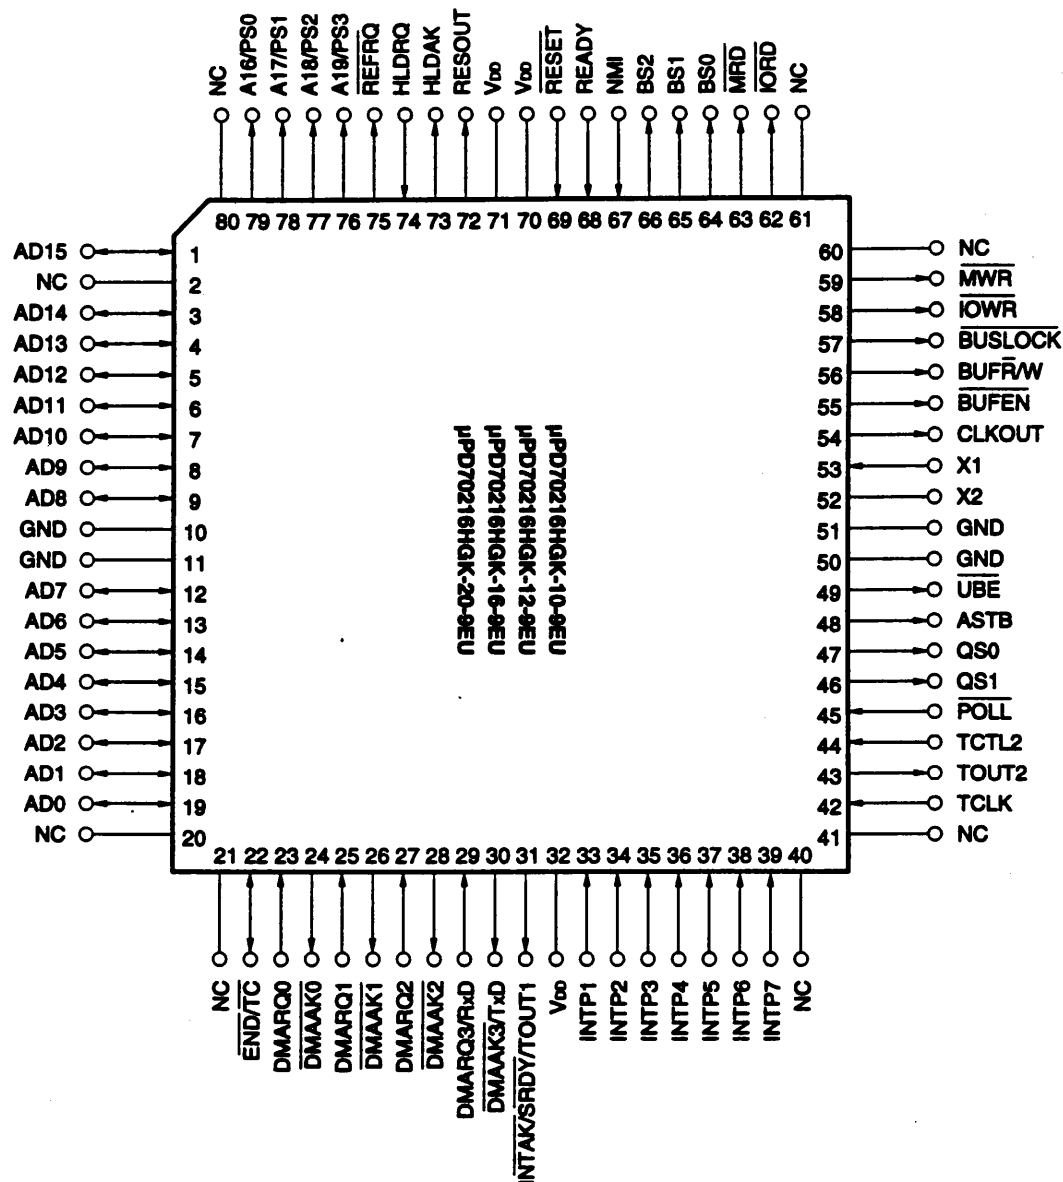 NC
A16/PS0
A17/PS1
A18/PS2
A19/PS3
REFRQ
HLDRQ
HLDAK
RESOUT
VDD
VDD
RESET
READY
NMI
BS2
BS1
BS0
MRD
IORD
NC
80 79 78 77 76 75 74 73 72 71 70 69 68 67 66 65 64 63 62 61
AD15 1
NC 2
AD14 3
AD13 4
AD12 5
AD11 6
AD10 7
AD9 8
AD8 9
GND 10
GND 11
AD7 12
AD6 13
AD5 14
AD4 15
AD3 16
AD2 17
AD1 18
AD0 19
NC 20
µPD70216HGK-10-9EU
µPD70216HGK-12-9EU
µPD70216HGK-16-9EU
µPD70216HGK-20-9EU
60 NC
59 MWR
58 IOWR
57 BUSLOCK
56 BUFR/W
55 BUFEN
54 CLKOUT
53 X1
52 X2
51 GND
50 GND
49 UBE
48 ASTB
47 QS0
46 QS1
45 POLL
44 TCTL2
43 TOUT2
42 TCLK
41 NC
21 22 23 24 25 26 27 28 29 30 31 32 33 34 35 36 37 38 39 40
NC
END/TC
DMARQ0
DMAAK0
DMARQ1
DMAAK1
DMARQ2
DMAAK2
DMARQ3/RxD
DMAAK3/TxD
INTAK/SRDY/TOUT1
VDD
INTP1
INTP2
INTP3
INTP4
INTP5
INTP6
INTP7
NC